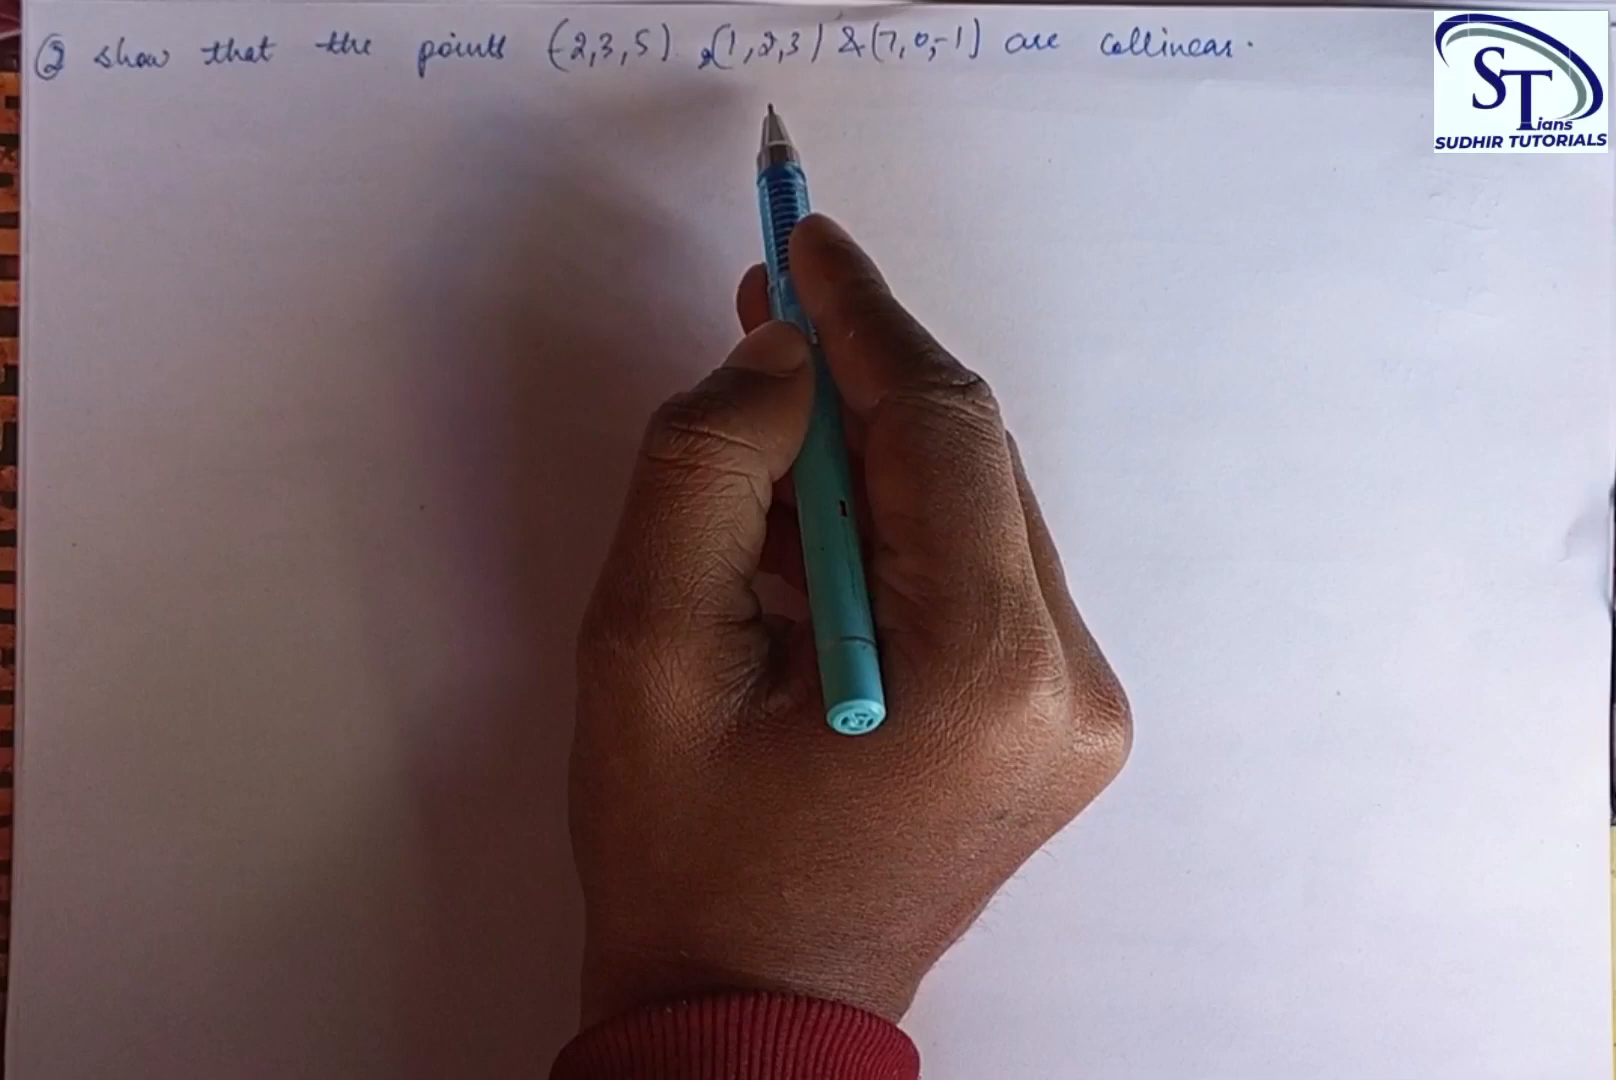 Q show that the points (-2,3,5) , (1,2,3) & (7,0,-1) are collinear.
ST
ians
SUDHIR TUTORIALS